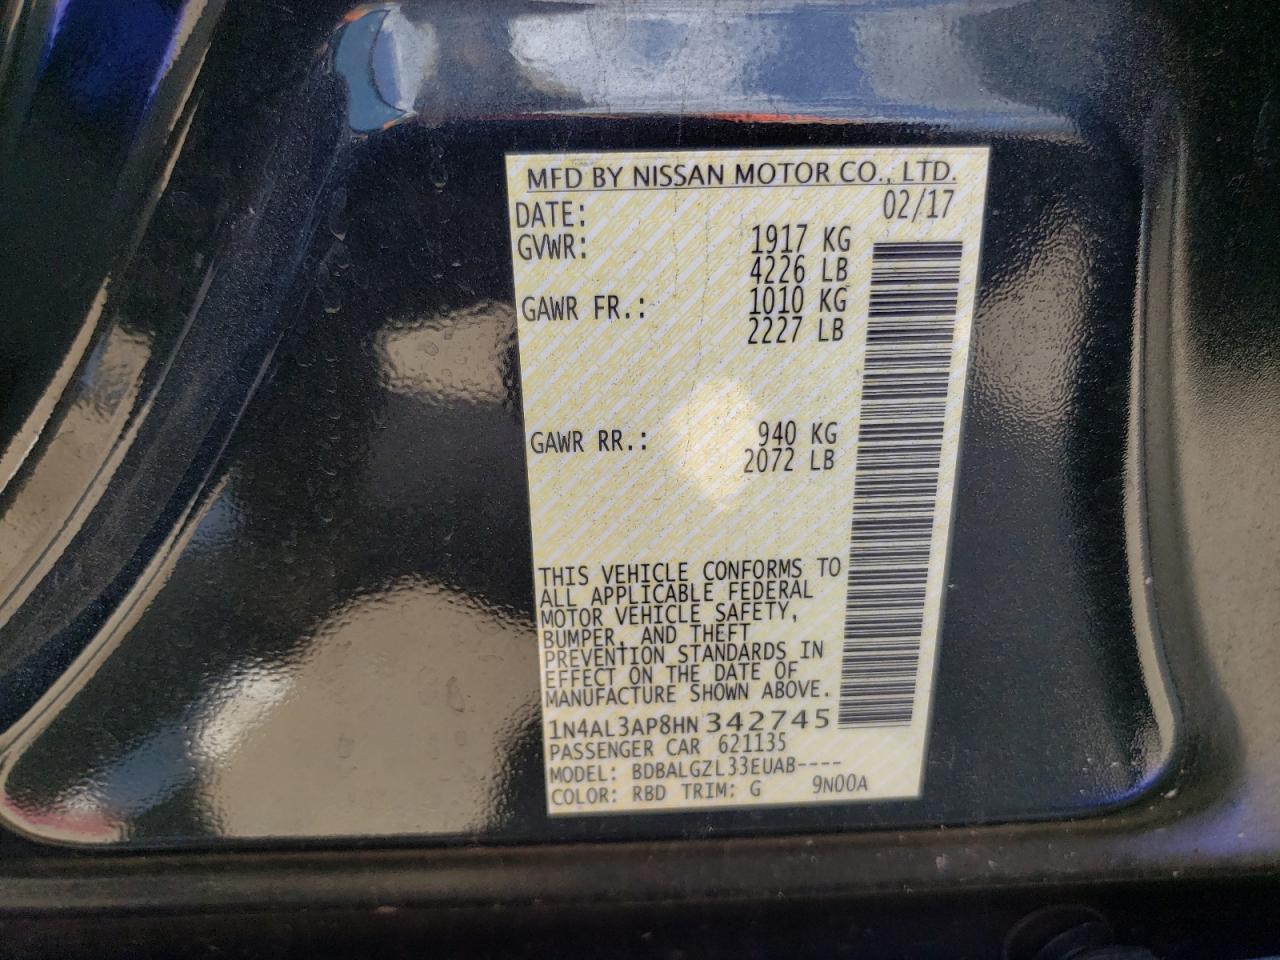 MFD BY NISSAN MOTOR CO., LTD.
DATE: 02/17
GVWR: 1917 KG
4226 LB
GAWR FR.: 1010 KG
2227 LB
GAWR RR.: 940 KG
2072 LB
THIS VEHICLE CONFORMS TO
ALL APPLICABLE FEDERAL
MOTOR VEHICLE SAFETY,
BUMPER, AND THEFT
PREVENTION STANDARDS IN
EFFECT ON THE DATE OF
MANUFACTURE SHOWN ABOVE.
1N4AL3AP8HN 342745
PASSENGER CAR 621135
MODEL: BDBALGZL33EUAB----
COLOR: RBD TRIM: G 9N00A